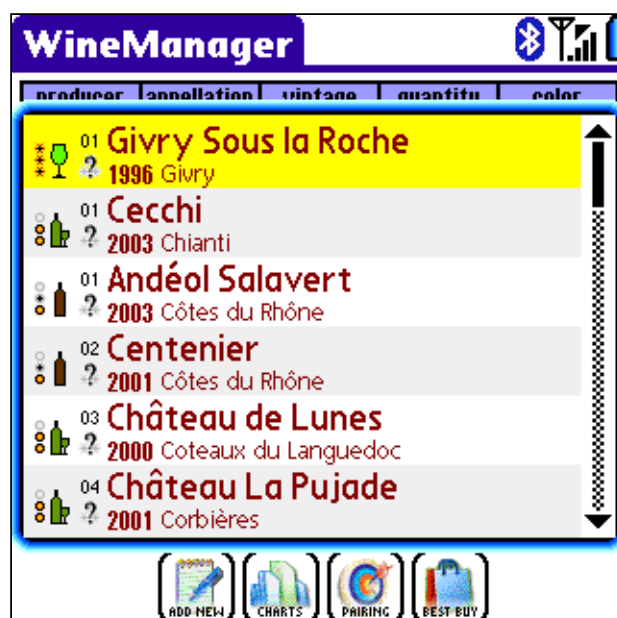 WineManager
producer appellation vintage quantity color
01 Givry Sous la Roche
? 1996 Givry
01 Cecchi
? 2003 Chianti
01 Andéol Salavert
? 2003 Côtes du Rhône
02 Centenier
? 2001 Côtes du Rhône
03 Château de Lunes
? 2000 Coteaux du Languedoc
04 Château La Pujade
? 2001 Corbières
ADD NEW CHARTS PAIRING BEST BUY